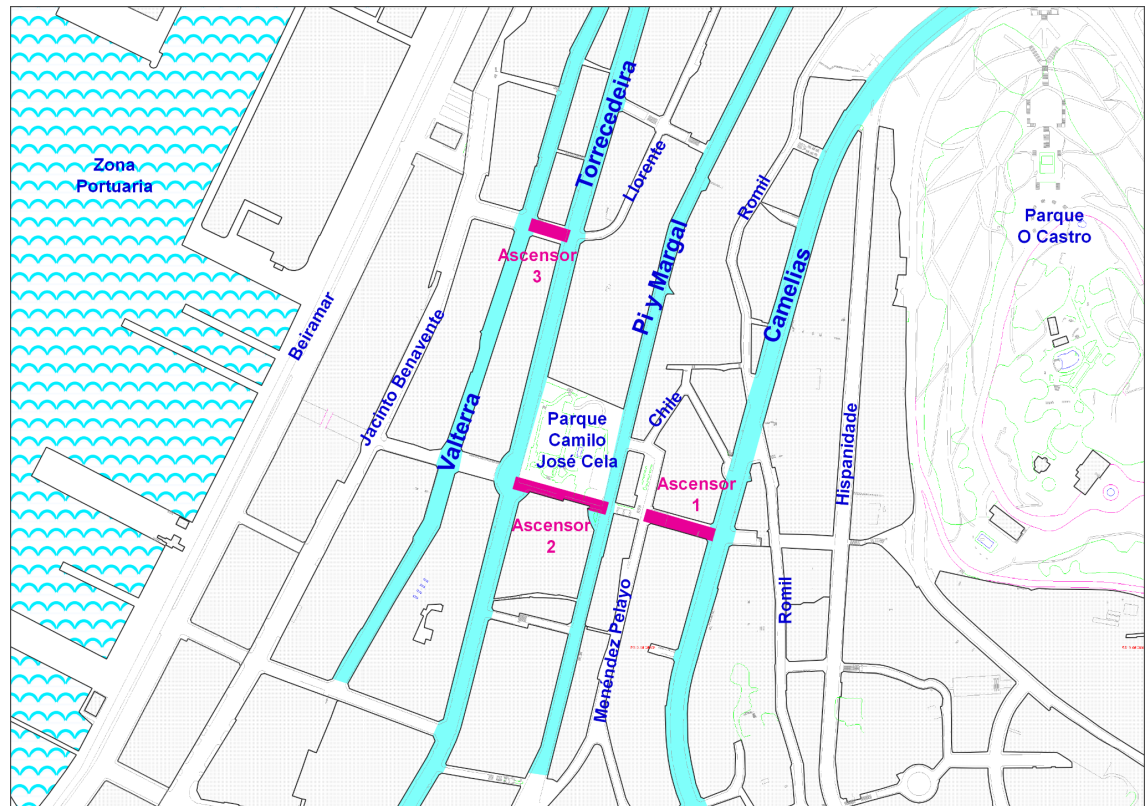 Zona
Portuaria
Beiramar
Jacinto Benavente
Valterra
Torrecedeira
Llorente
Ascensor
3
Pi y Margal
Romil
Camelias
Parque
O Castro
Parque
Camilo
José Cela
Chile
Hispanidade
Ascensor
1
Ascensor
2
Menéndez Pelayo
Romil